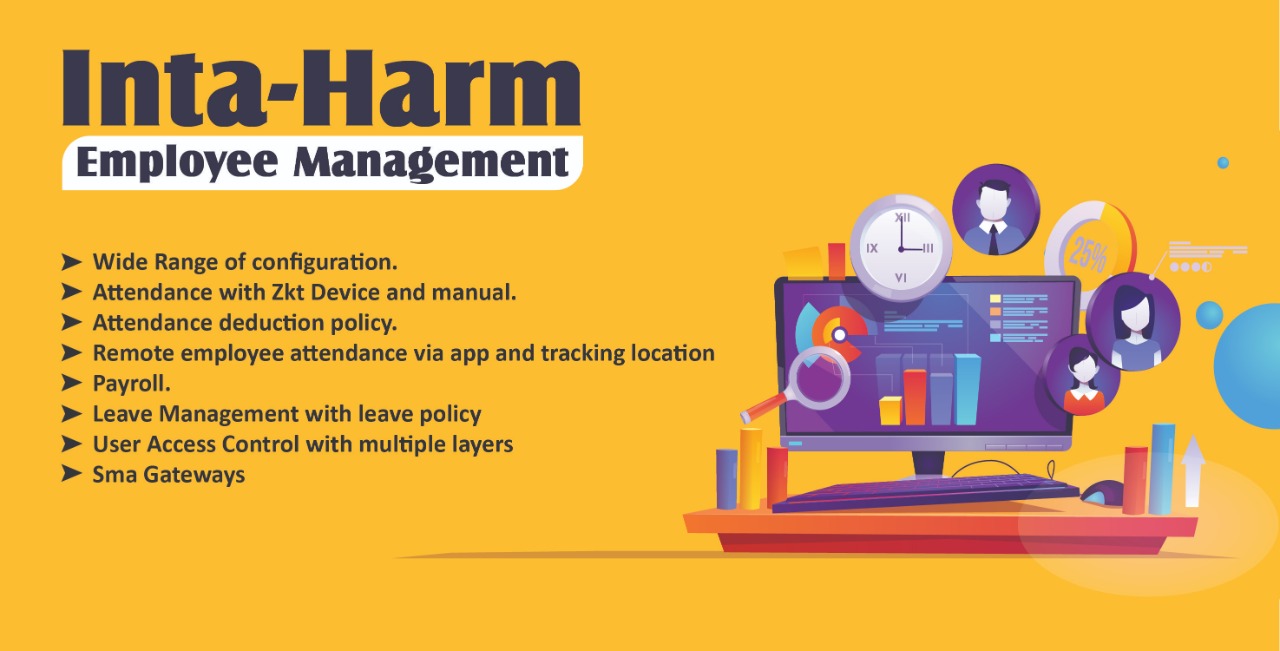 Inta-Harm
Employee Management
➤ Wide Range of configuration.
➤ Attendance with Zkt Device and manual.
➤ Attendance deduction policy.
➤ Remote employee attendance via app and tracking location
➤ Payroll.
➤ Leave Management with leave policy
➤ User Access Control with multiple layers
➤ Sma Gateways
XII
IX
III
VI
25%